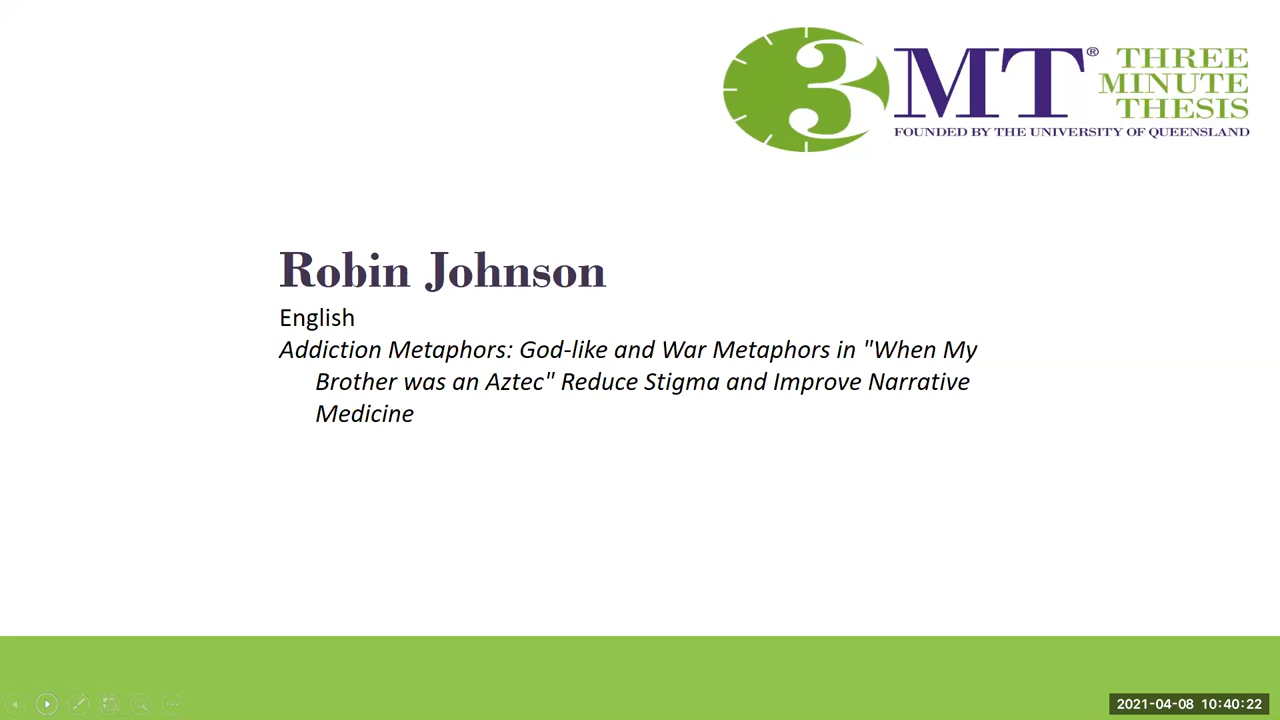 3MT® THREE
MINUTE
THESIS
FOUNDED BY THE UNIVERSITY OF QUEENSLAND
Robin Johnson
English
Addiction Metaphors: God-like and War Metaphors in "When My
Brother was an Aztec" Reduce Stigma and Improve Narrative
Medicine
2021-04-08 10:40:22